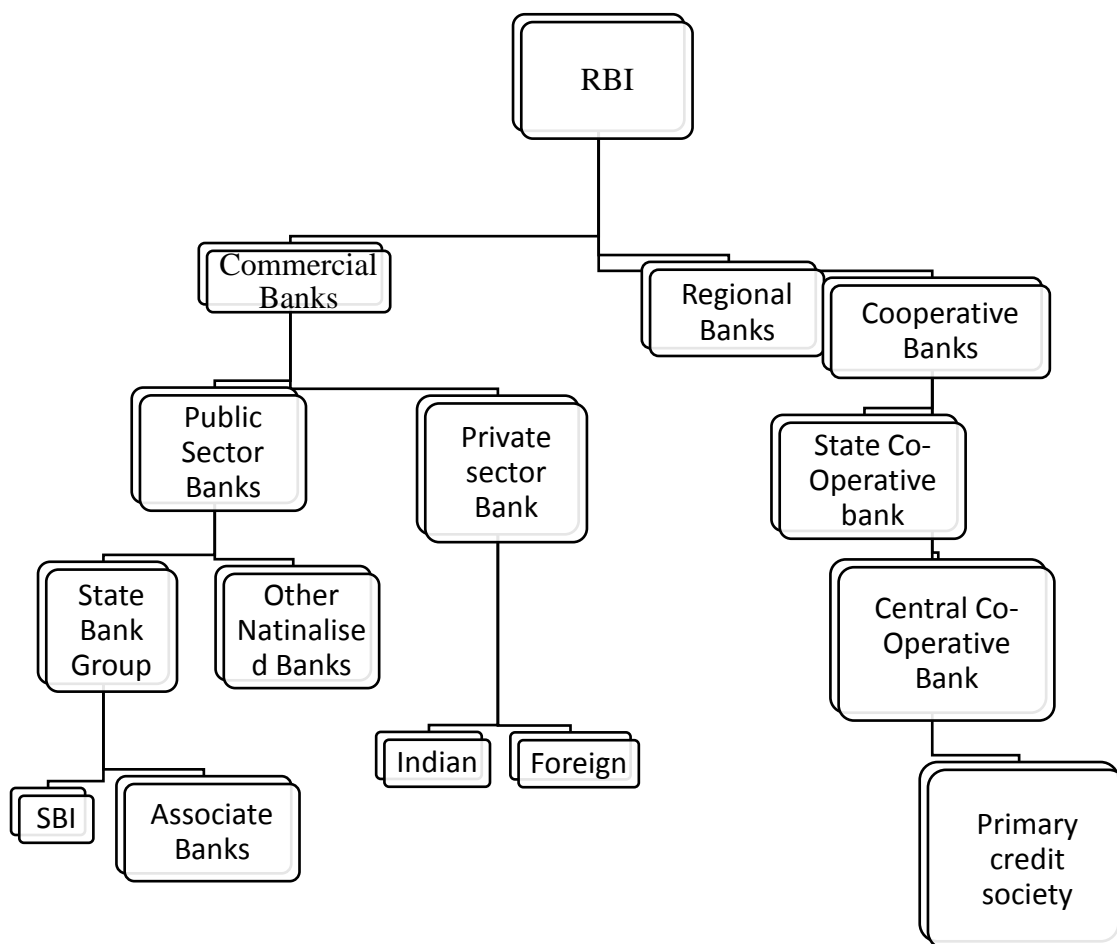 RBI
Commercial
Banks
Regional
Banks
Cooperative
Banks
Public
Sector
Banks
Private
sector
Bank
State Co-
Operative
bank
State
Bank
Group
Other
Natinalise
d Banks
Central Co-
Operative
Bank
Indian
Foreign
SBI
Associate
Banks
Primary
credit
society